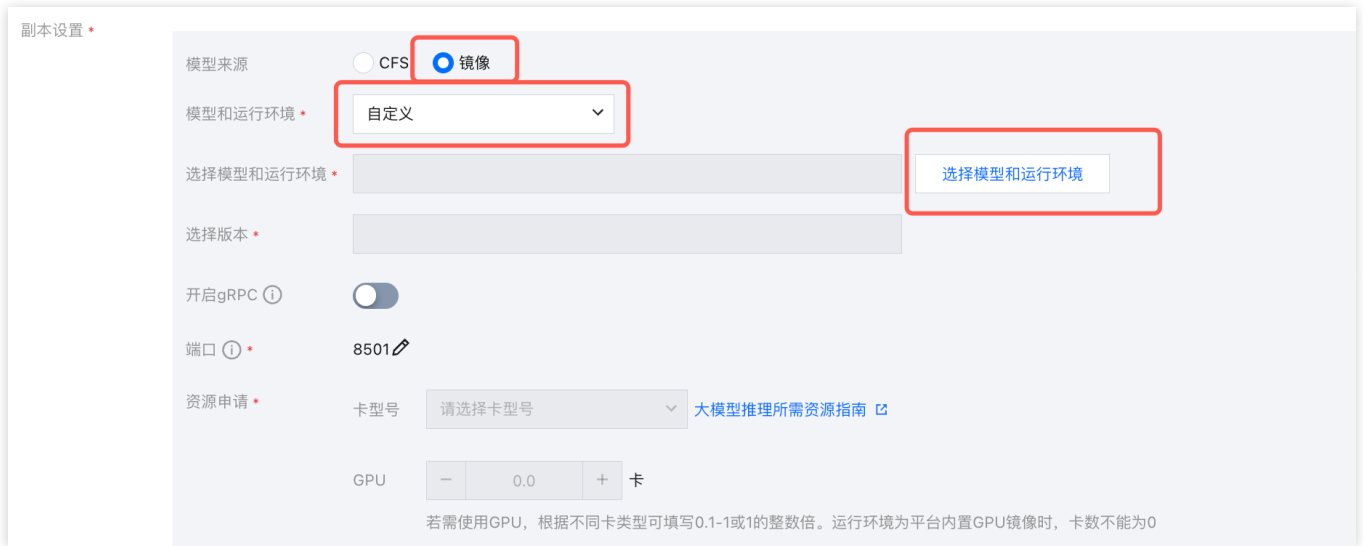 副本设置 *
模型来源 CFS 镜像
模型和运行环境 * 自定义
选择模型和运行环境 * 选择模型和运行环境
选择版本 *
开启gRPC
端口 * 8501
资源申请 * 卡型号 请选择卡型号 大模型推理所需资源指南
GPU 0.0 卡
若需使用GPU，根据不同卡类型可填写0.1-1或1的整数倍。运行环境为平台内置GPU镜像时，卡数不能为0